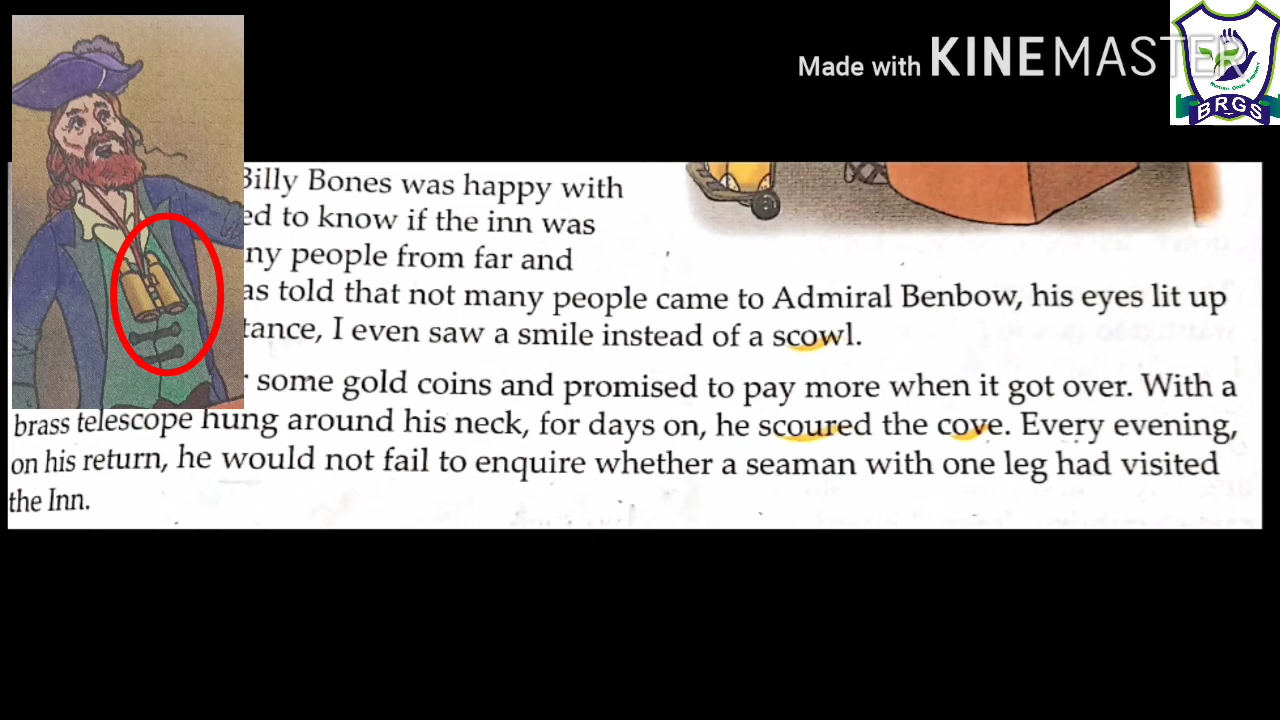 Made with KINEMASTER
BRGS
Billy Bones was happy with
ed to know if the inn was
ny people from far and
as told that not many people came to Admiral Benbow, his eyes lit up
tance, I even saw a smile instead of a scowl.
some gold coins and promised to pay more when it got over. With a
brass telescope hung around his neck, for days on, he scoured the cove. Every evening,
on his return, he would not fail to enquire whether a seaman with one leg had visited
the Inn.